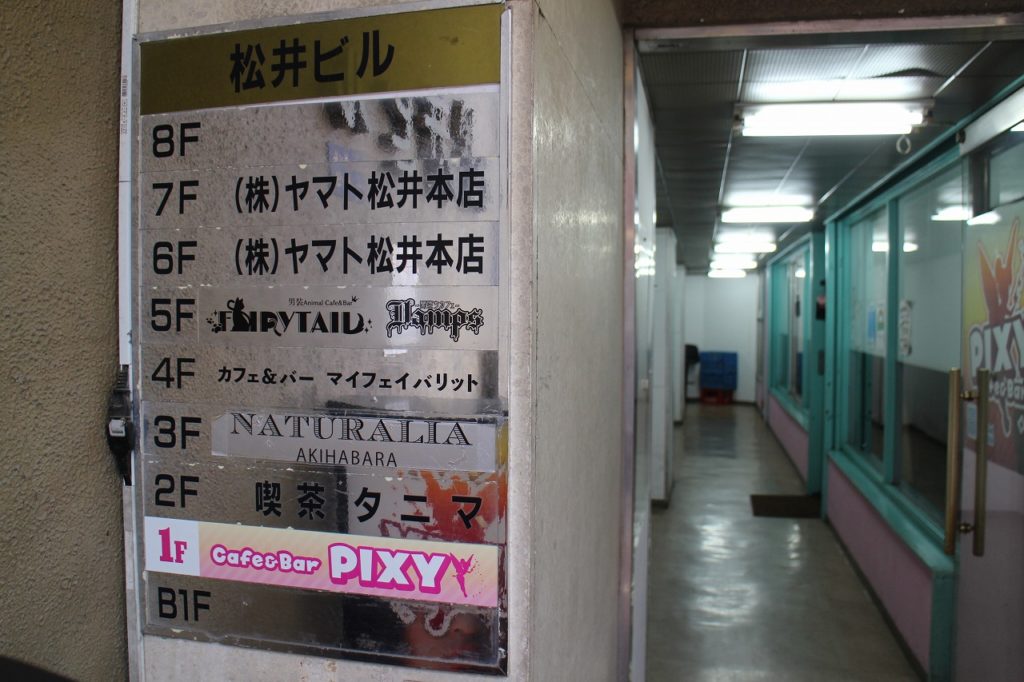 松井ビル
8F
7F (株)ヤマト松井本店
6F (株)ヤマト松井本店
男装Animal Cafe&Bar
5F FAIRYTAIL Vamps
4F カフェ&バー マイフェイバリット
3F NATURALIA
AKIHABARA
2F 喫茶タニマ
1F Cafe&Bar PIXY
B1F
PIXY
Cafe&Bar